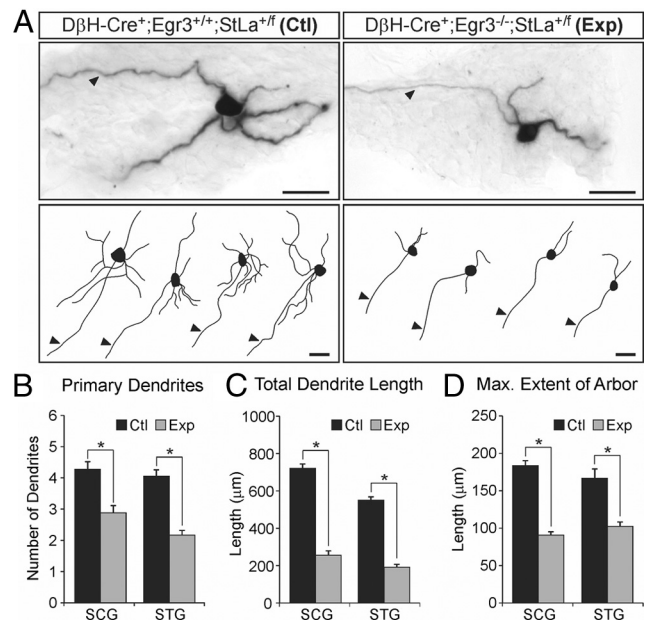 A
DβH-Cre+;Egr3+/+;StLa+/f (Ctl)
DβH-Cre+;Egr3-/-;StLa+/f (Exp)
B Primary Dendrites
Number of Dendrites
6
5
4
3
2
1
0
Ctl Exp
*
*
SCG STG
C Total Dendrite Length
Length (μm)
1000
800
600
400
200
0
Ctl Exp
*
*
SCG STG
D Max. Extent of Arbor
Length (μm)
250
200
150
100
50
0
Ctl Exp
*
*
SCG STG